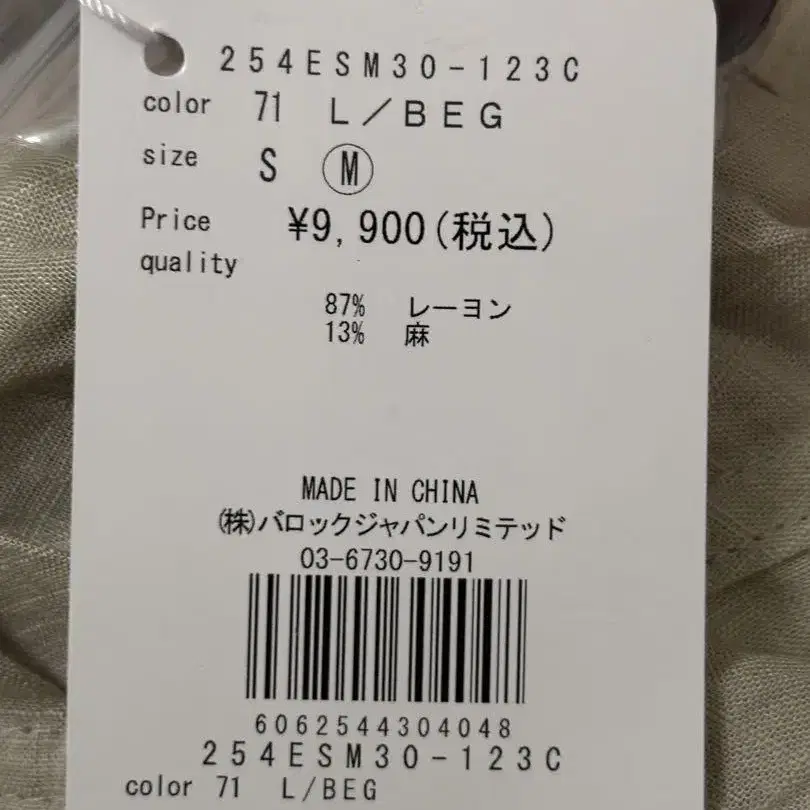 254ESM30-123C
color 71 L／BEG
size S Ⓜ
Price ¥9,900(税込)
quality
87% レーヨン
13% 麻
MADE IN CHINA
(株)バロックジャパンリミテッド
03-6730-9191
6062544304048
254ESM30-123C
color 71 L/BEG